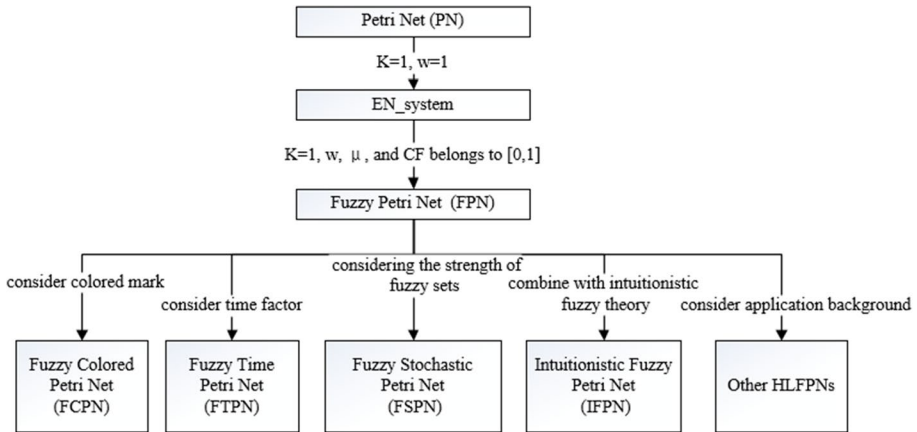 Petri Net (PN)
K=1, w=1
EN_system
K=1, w, μ, and CF belongs to [0,1]
Fuzzy Petri Net (FPN)
consider colored mark
consider time factor
considering the strength of
fuzzy sets
combine with intuitionistic
fuzzy theory
consider application background
Fuzzy Colored
Petri Net
(FCPN)
Fuzzy Time
Petri Net
(FTPN)
Fuzzy Stochastic
Petri Net
(FSPN)
Intuitionistic Fuzzy
Petri Net
(IFPN)
Other HLFPNs